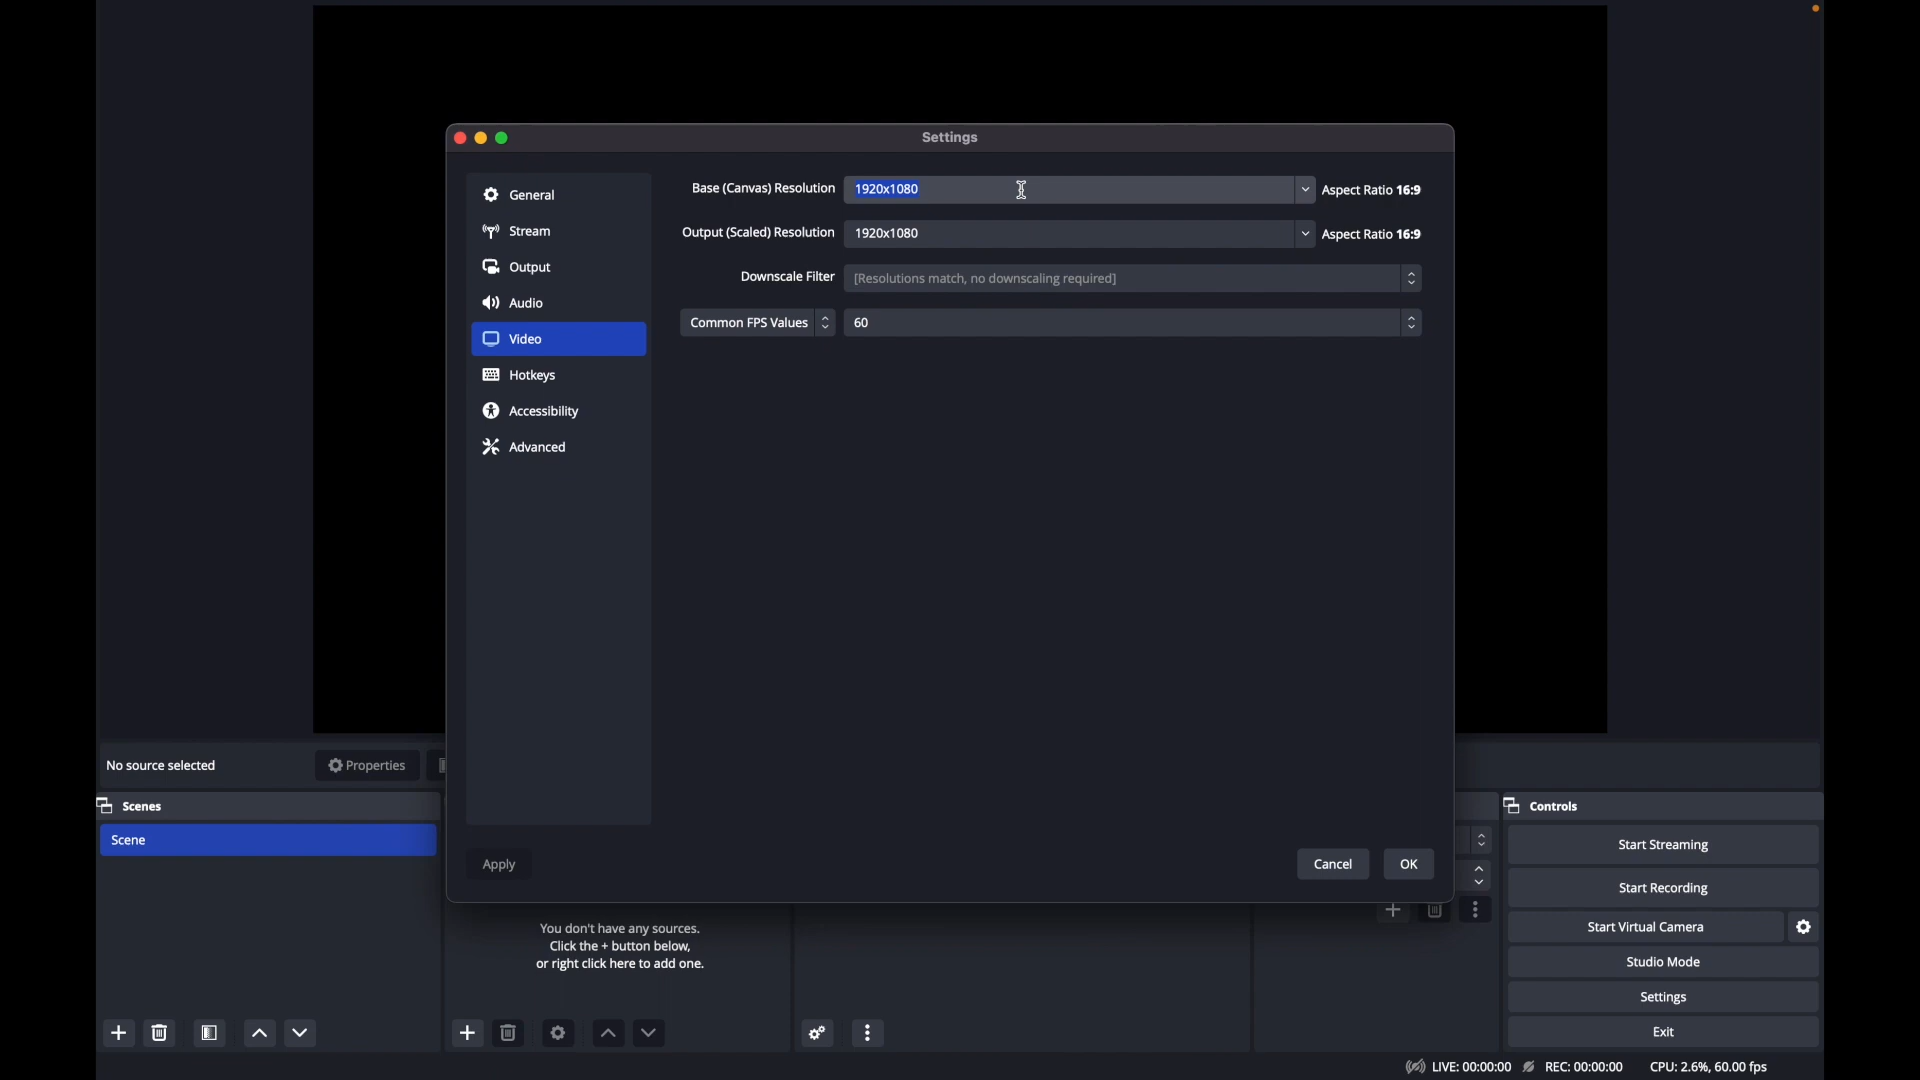 Settings
General
Stream
Output
Audio
Video
Hotkeys
Accessibility
Advanced
Base (Canvas) Resolution 1920x1080 Aspect Ratio 16:9
Output (Scaled) Resolution 1920x1080 Aspect Ratio 16:9
Downscale Filter [Resolutions match, no downscaling required]
Common FPS Values 60
Apply
Cancel OK
No source selected
Properties
Scenes
Scene
You don't have any sources.
Click the + button below,
or right click here to add one.
Controls
Start Streaming
Start Recording
Start Virtual Camera
Studio Mode
Settings
Exit
LIVE: 00:00:00 REC: 00:00:00 CPU: 2.6%, 60.00 fps